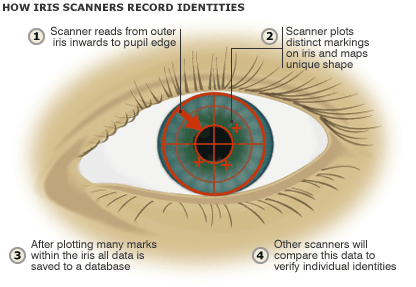 HOW IRIS SCANNERS RECORD IDENTITIES
1 Scanner reads from outer
iris inwards to pupil edge
2 Scanner plots
distinct markings
on iris and maps
unique shape
3 After plotting many marks
within the iris all data is
saved to a database
4 Other scanners will
compare this data to
verify individual identities